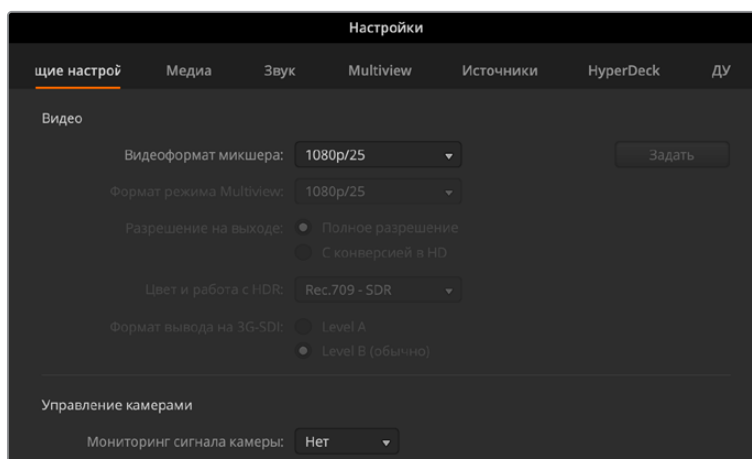 Настройки
щие настрой Медиа Звук Multiview Источники HyperDeck ДУ
Видео
Видеоформат микшера: 1080p/25 Задать
Формат режима Multiview: 1080p/25
Разрешение на выходе: Полное разрешение
С конверсией в HD
Цвет и работа с HDR: Rec.709 - SDR
Формат вывода на 3G-SDI: Level A
Level B (обычно)
Управление камерами
Мониторинг сигнала камеры: Нет